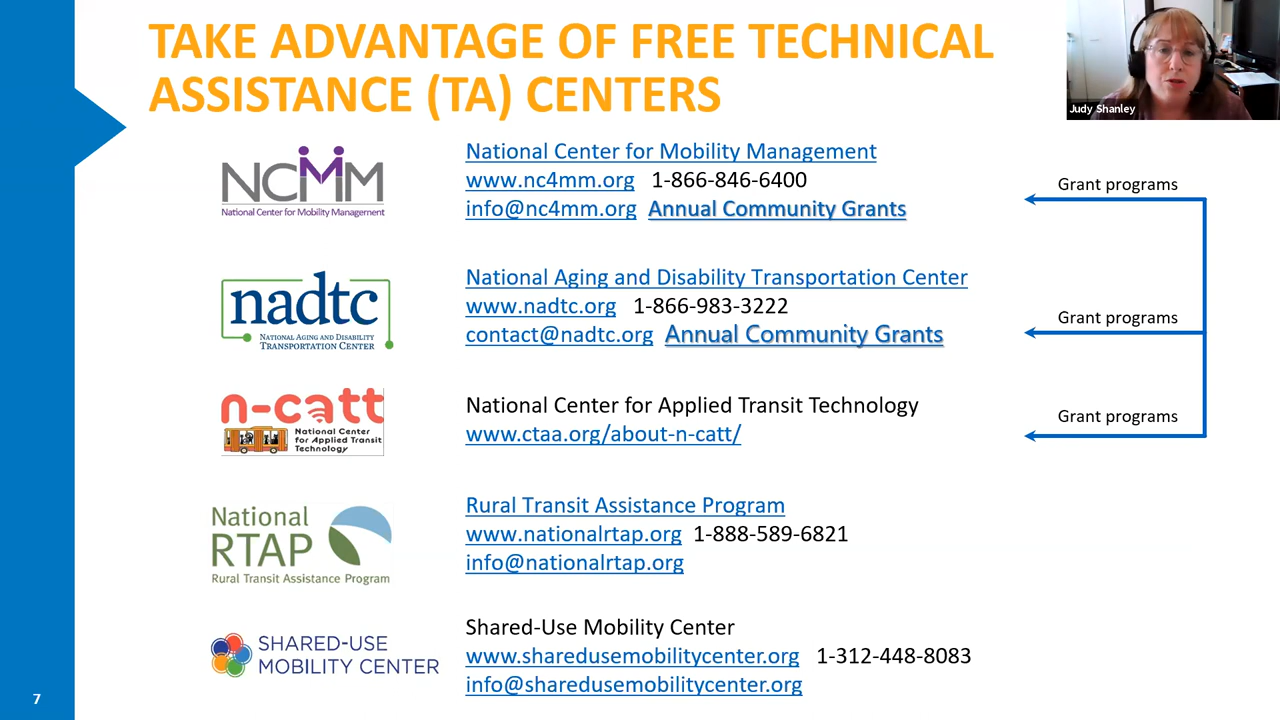 TAKE ADVANTAGE OF FREE TECHNICAL
ASSISTANCE (TA) CENTERS
Judy Shanley
NCMM
National Center for Mobility Management
National Center for Mobility Management
www.nc4mm.org 1-866-846-6400
info@nc4mm.org Annual Community Grants
Grant programs
nadtc
NATIONAL AGING AND DISABILITY
TRANSPORTATION CENTER
National Aging and Disability Transportation Center
www.nadtc.org 1-866-983-3222
contact@nadtc.org Annual Community Grants
Grant programs
n-catt
National Center
for Applied Transit
Technology
National Center for Applied Transit Technology
www.ctaa.org/about-n-catt/
Grant programs
National
RTAP
Rural Transit Assistance Program
Rural Transit Assistance Program
www.nationalrtap.org 1-888-589-6821
info@nationalrtap.org
SHARED-USE
MOBILITY CENTER
Shared-Use Mobility Center
www.sharedusemobilitycenter.org 1-312-448-8083
info@sharedusemobilitycenter.org
7